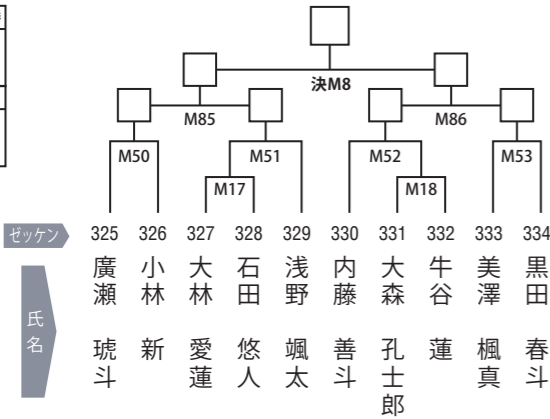 決M8
M85
M86
M50
M51
M52
M53
M17
M18
ゼッケン
325
326
327
328
329
330
331
332
333
334
氏名
廣瀬 琥斗
小林 新
大林 愛蓮
石田 悠人
浅野 颯太
内藤 善斗
大森 孔士郎
牛谷 蓮
美澤 楓真
黒田 春斗